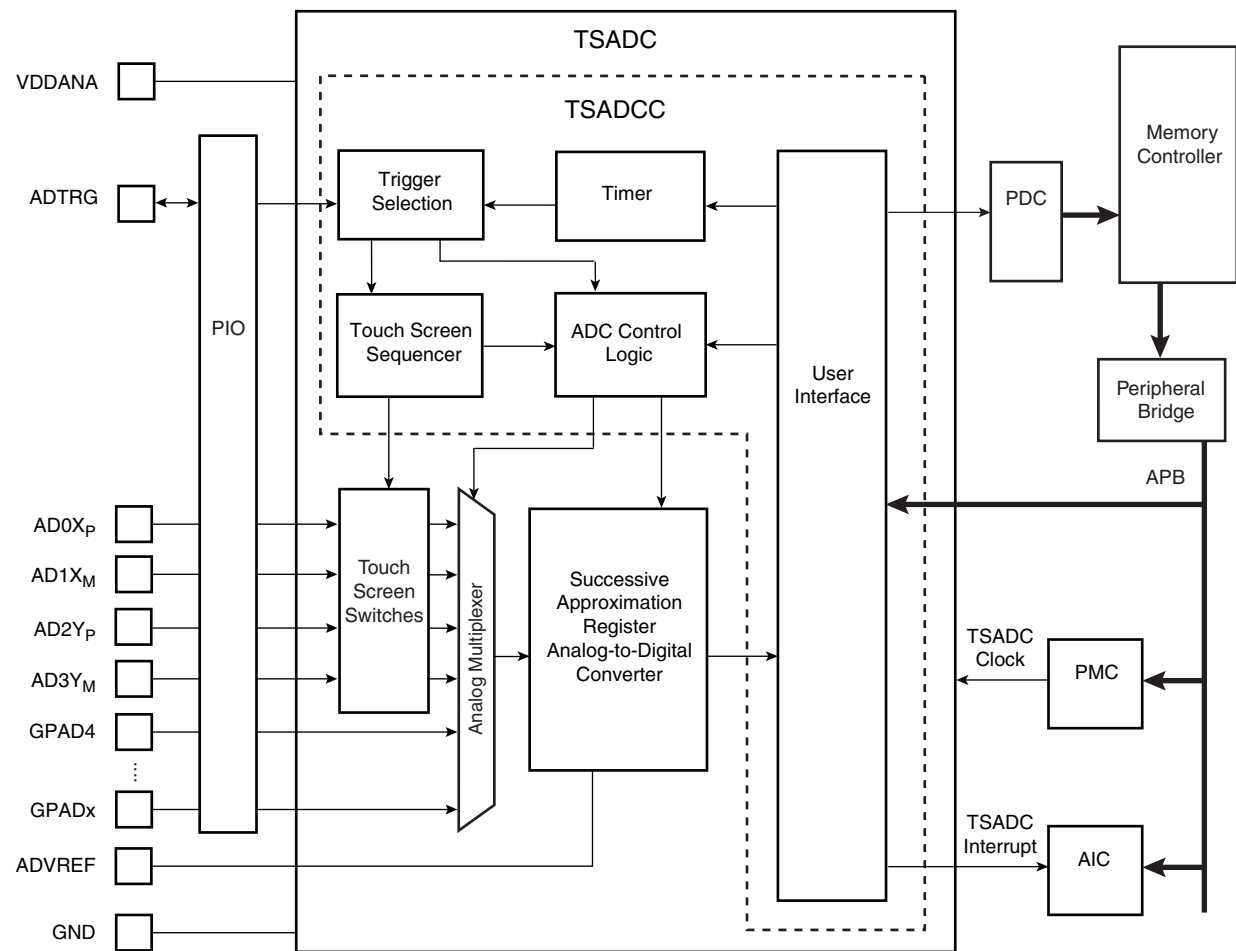 TSADC
VDDANA
TSADCC
Memory
Controller
Trigger
Selection
Timer
ADTRG
PDC
PIO
Touch Screen
Sequencer
ADC Control
Logic
User
Interface
Peripheral
Bridge
APB
AD0XP
AD1XM
AD2YP
AD3YM
GPAD4
GPADx
ADVREF
GND
Touch
Screen
Switches
Analog Multiplexer
Successive
Approximation
Register
Analog-to-Digital
Converter
TSADC
Clock
PMC
TSADC
Interrupt
AIC